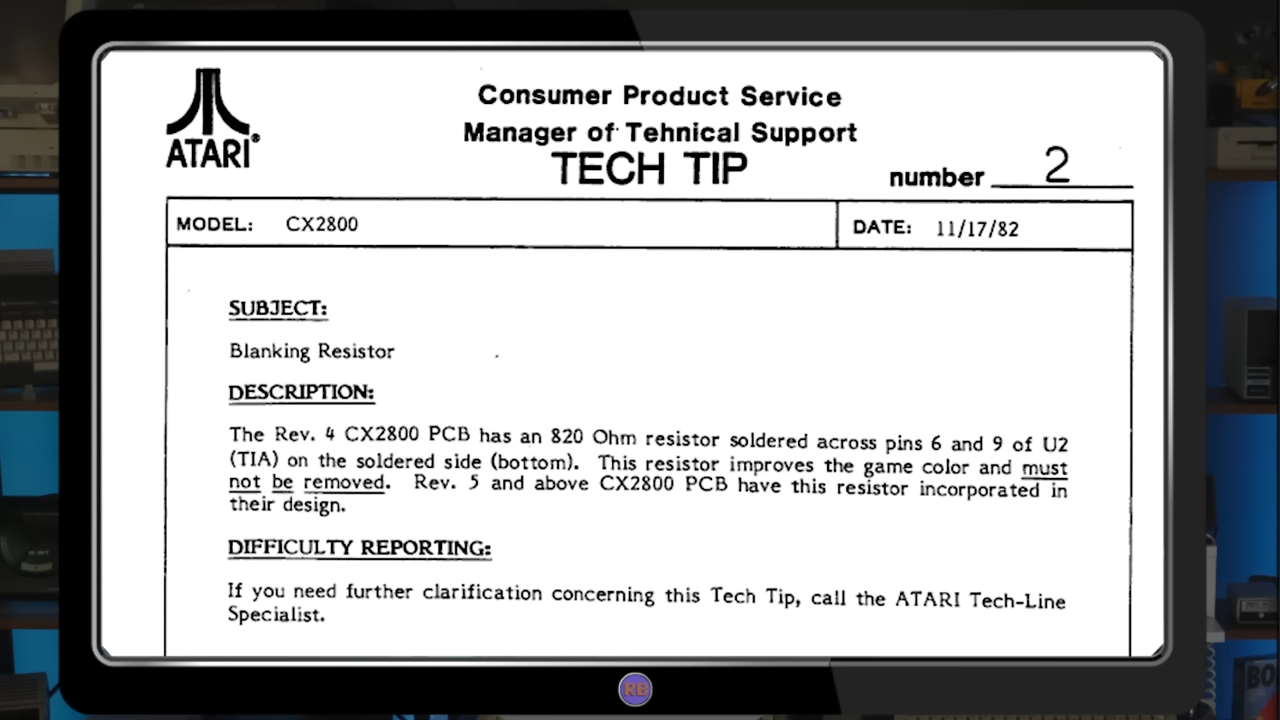 Consumer Product Service
Manager of Tehnical Support
ATARI®
TECH TIP
number 2
MODEL: CX2800
DATE: 11/17/82
SUBJECT:
Blanking Resistor
DESCRIPTION:
The Rev. 4 CX2800 PCB has an 820 Ohm resistor soldered across pins 6 and 9 of U2
(TIA) on the soldered side (bottom). This resistor improves the game color and must
not be removed. Rev. 5 and above CX2800 PCB have this resistor incorporated in
their design.
DIFFICULTY REPORTING:
If you need further clarification concerning this Tech Tip, call the ATARI Tech-Line
Specialist.
RB
BO